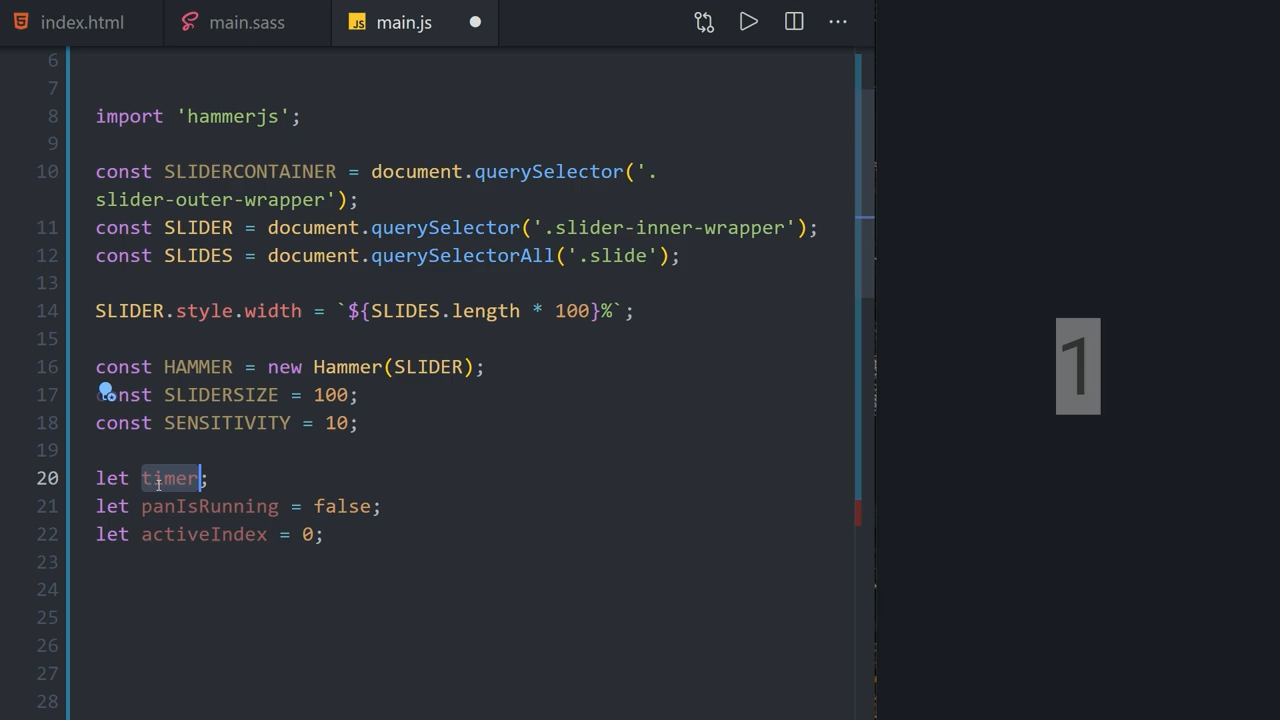 index.html main.sass JS main.js
6
7
8 import 'hammerjs';
9
10 const SLIDERCONTAINER = document.querySelector('.
slider-outer-wrapper');
11 const SLIDER = document.querySelector('.slider-inner-wrapper');
12 const SLIDES = document.querySelectorAll('.slide');
13
14 SLIDER.style.width = `${SLIDES.length * 100}%`;
15
16 const HAMMER = new Hammer(SLIDER);
17 nst SLIDERSIZE = 100;
18 const SENSITIVITY = 10;
19
20 let timer;
21 let panIsRunning = false;
22 let activeIndex = 0;
23
24
25
26
27
28
1